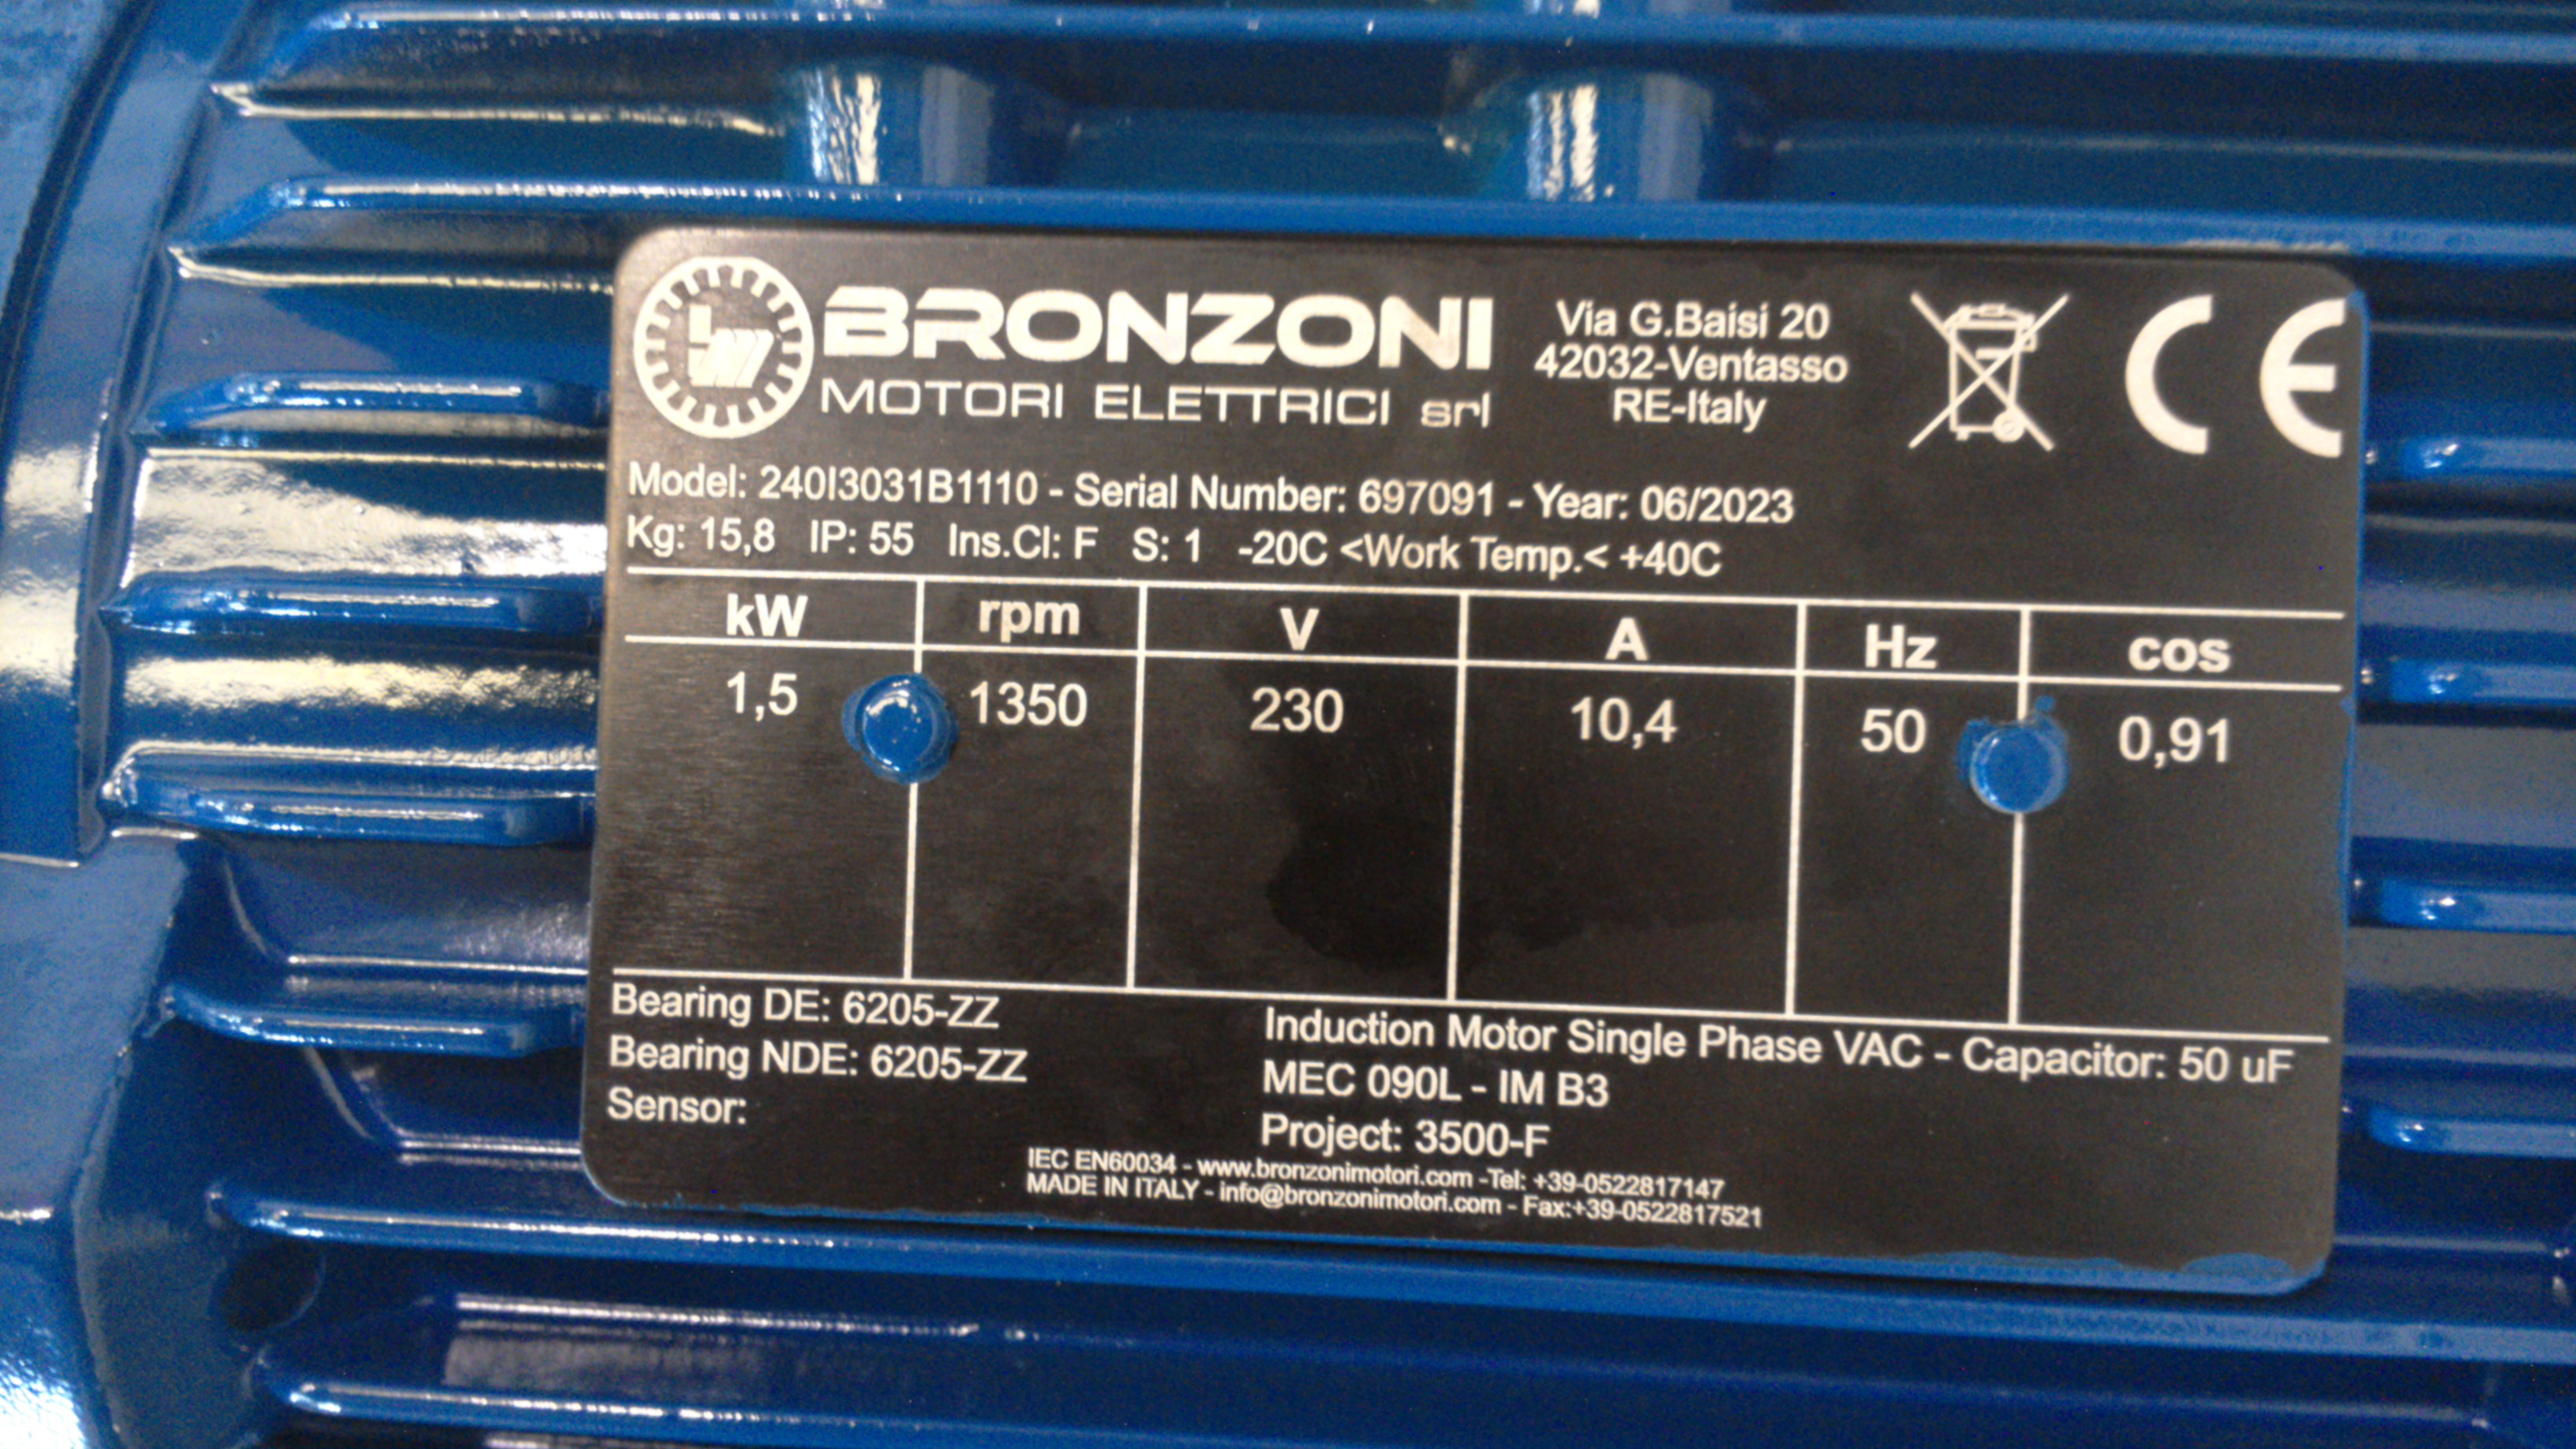 BRONZONI
MOTORI ELETTRICI srl
Via G.Baisi 20
42032-Ventasso
RE-Italy
CE
Model: 240I3031B1110 - Serial Number: 697091 - Year: 06/2023
Kg: 15,8 IP: 55 Ins.Cl: F S: 1 -20C <Work Temp.< +40C
kW rpm V A Hz cos
1,5 1350 230 10,4 50 0,91
Bearing DE: 6205-ZZ
Bearing NDE: 6205-ZZ
Sensor:
Induction Motor Single Phase VAC - Capacitor: 50 uF
MEC 090L - IM B3
Project: 3500-F
IEC EN60034 - www.bronzonimotori.com -Tel: +39-0522817147
MADE IN ITALY - info@bronzonimotori.com - Fax:+39-0522817521